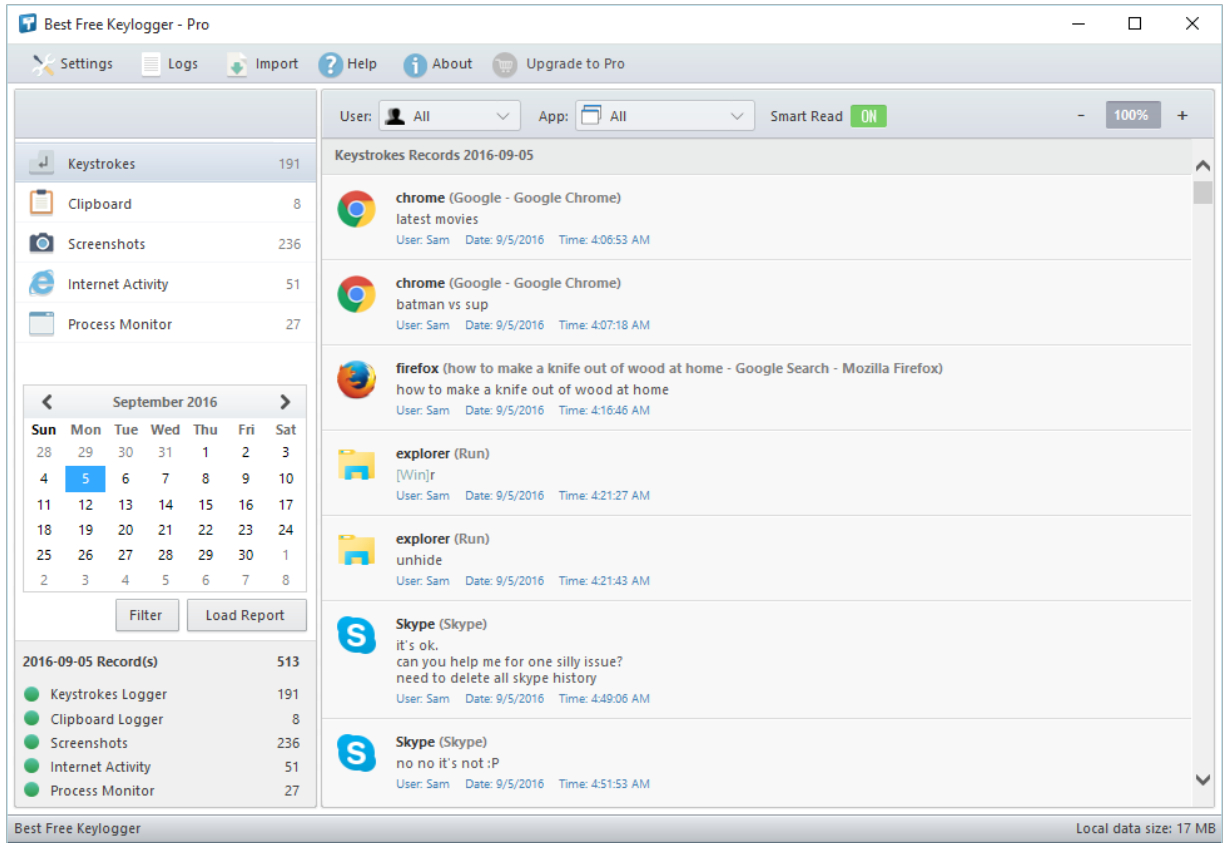 Best Free Keylogger - Pro
Settings Logs Import Help About Upgrade to Pro
User: All App: All Smart Read ON - 100% +
Keystrokes 191
Clipboard 8
Screenshots 236
Internet Activity 51
Process Monitor 27
September 2016
Sun Mon Tue Wed Thu Fri Sat
28 29 30 31 1 2 3
4 5 6 7 8 9 10
11 12 13 14 15 16 17
18 19 20 21 22 23 24
25 26 27 28 29 30 1
2 3 4 5 6 7 8
Filter Load Report
2016-09-05 Record(s) 513
Keystrokes Logger 191
Clipboard Logger 8
Screenshots 236
Internet Activity 51
Process Monitor 27
Keystrokes Records 2016-09-05
chrome (Google - Google Chrome)
latest movies
User: Sam Date: 9/5/2016 Time: 4:06:53 AM
chrome (Google - Google Chrome)
batman vs sup
User: Sam Date: 9/5/2016 Time: 4:07:18 AM
firefox (how to make a knife out of wood at home - Google Search - Mozilla Firefox)
how to make a knife out of wood at home
User: Sam Date: 9/5/2016 Time: 4:16:46 AM
explorer (Run)
[Win]r
User: Sam Date: 9/5/2016 Time: 4:21:27 AM
explorer (Run)
unhide
User: Sam Date: 9/5/2016 Time: 4:21:43 AM
Skype (Skype)
it's ok.
can you help me for one silly issue?
need to delete all skype history
User: Sam Date: 9/5/2016 Time: 4:49:06 AM
Skype (Skype)
no no it's not :P
User: Sam Date: 9/5/2016 Time: 4:51:53 AM
Best Free Keylogger Local data size: 17 MB